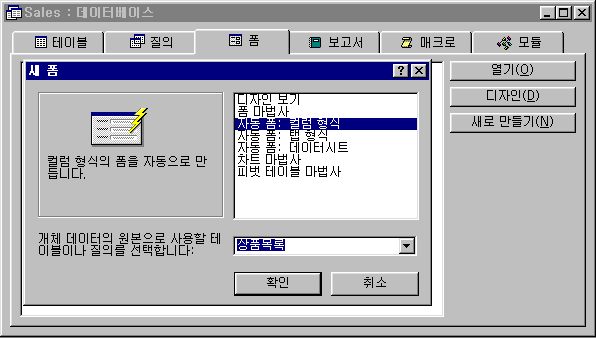 Sales : 데이터베이스
테이블
질의
폼
보고서
매크로
모듈
새 폼
열기(O)
디자인(D)
새로 만들기(N)
디자인 보기
폼 마법사
자동 폼: 컬럼 형식
자동 폼: 탭 형식
자동 폼: 데이터시트
차트 마법사
피벗 테이블 마법사
컬럼 형식의 폼을 자동으로 만
듭니다.
개체 데이터의 원본으로 사용할 테
이블이나 질의를 선택합니다:
상품목록
확인
취소